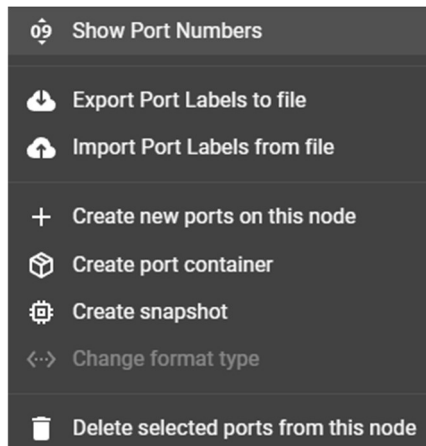 09 Show Port Numbers
Export Port Labels to file
Import Port Labels from file
Create new ports on this node
Create port container
Create snapshot
Change format type
Delete selected ports from this node